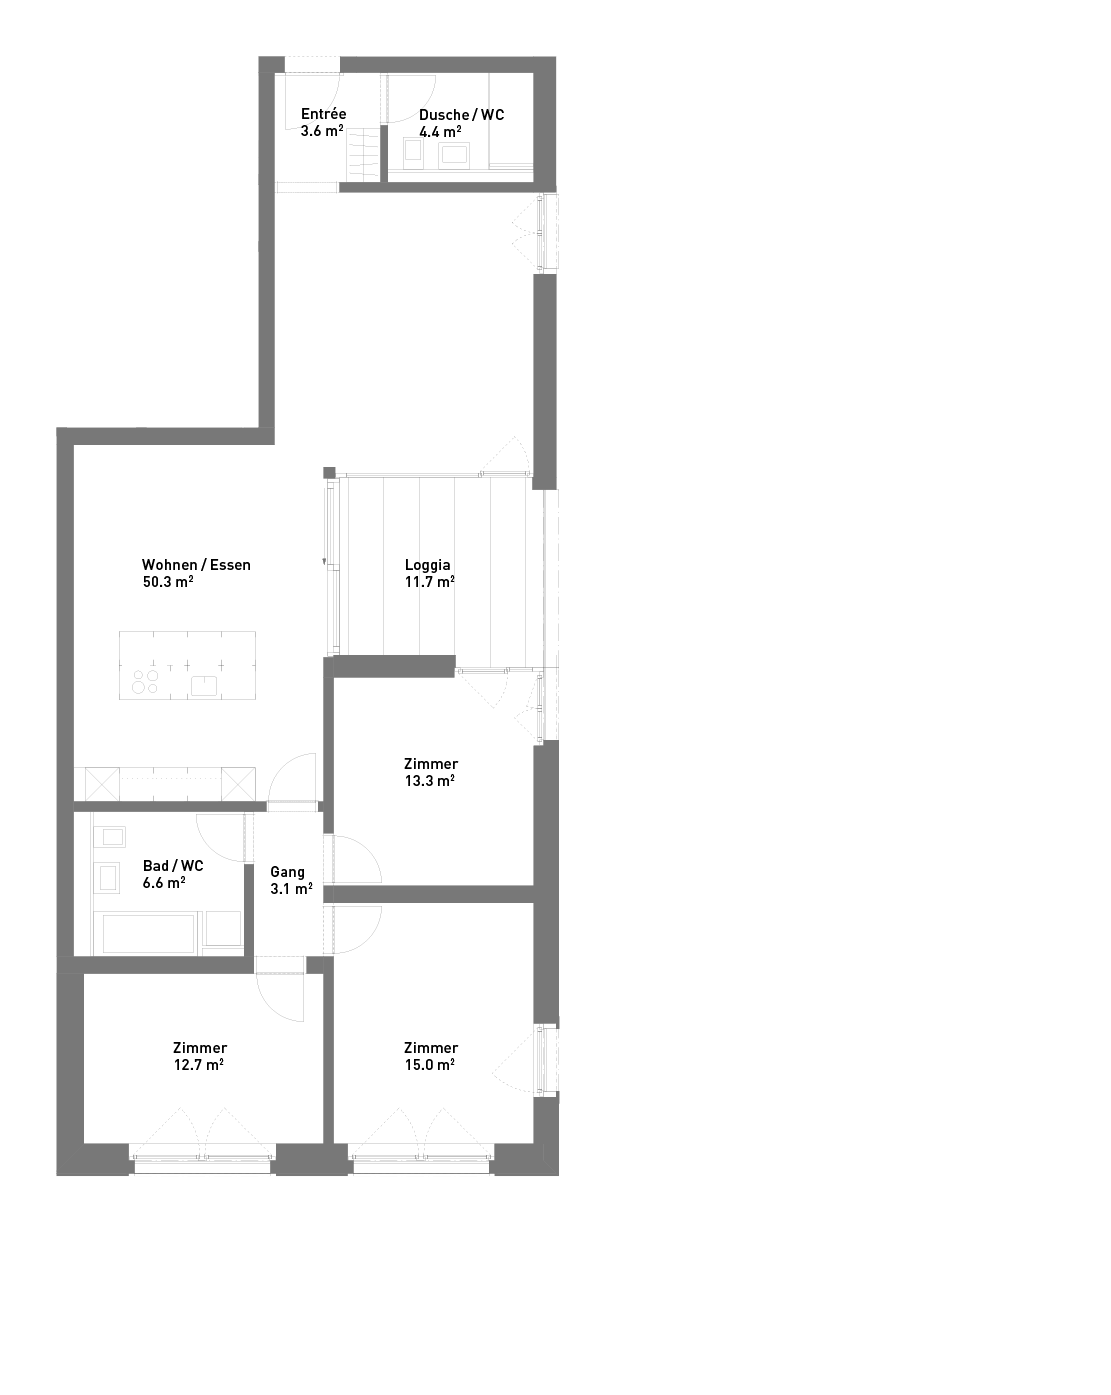 Entrée
3.6 m²
Dusche / WC
4.4 m²
Wohnen / Essen
50.3 m²
Loggia
11.7 m²
Zimmer
13.3 m²
Bad / WC
6.6 m²
Gang
3.1 m²
Zimmer
12.7 m²
Zimmer
15.0 m²